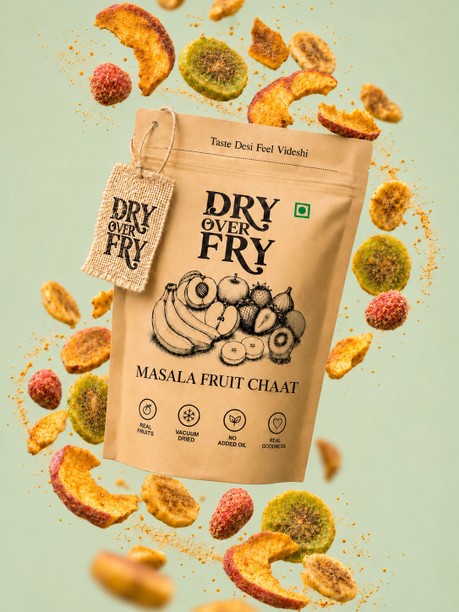 Taste Desi Feel Videshi
DRY
OVER
FRY
DRY
OVER
FRY
MASALA FRUIT CHAAT
REAL
FRUITS
VACUUM
DRIED
NO
ADDED OIL
REAL
GOODNESS